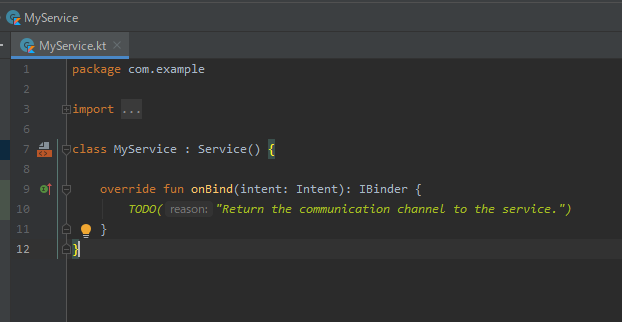 MyService
MyService.kt
1 package com.example
2
3 import ...
6
7 class MyService : Service() {
8
9 override fun onBind(intent: Intent): IBinder {
10 TODO( reason: "Return the communication channel to the service.")
11 }
12 }